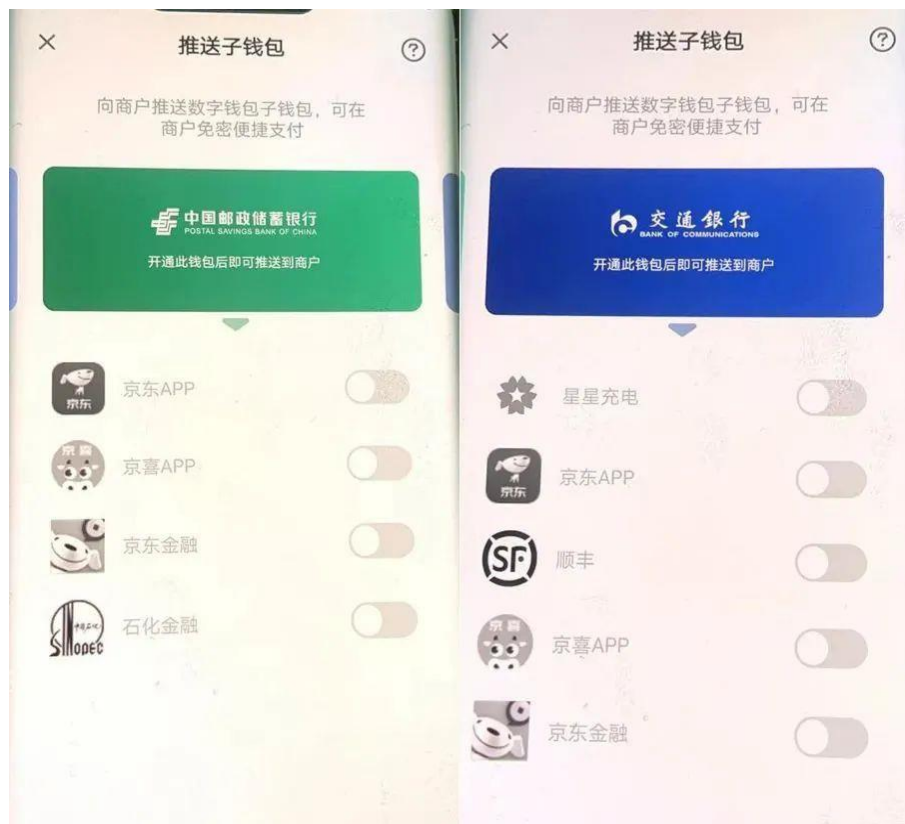 推送子钱包
?
向商户推送数字钱包子钱包，可在
商户免密便捷支付
中国邮政储蓄银行
POSTAL SAVINGS BANK OF CHINA
开通此钱包后即可推送到商户
京东
京东APP
京喜
京喜APP
京东金融
中国石化
SINOPEC
石化金融
推送子钱包
?
向商户推送数字钱包子钱包，可在
商户免密便捷支付
交通銀行
BANK OF COMMUNICATIONS
开通此钱包后即可推送到商户
星星充电
京东
京东APP
SF
顺丰
京喜
京喜APP
京东金融